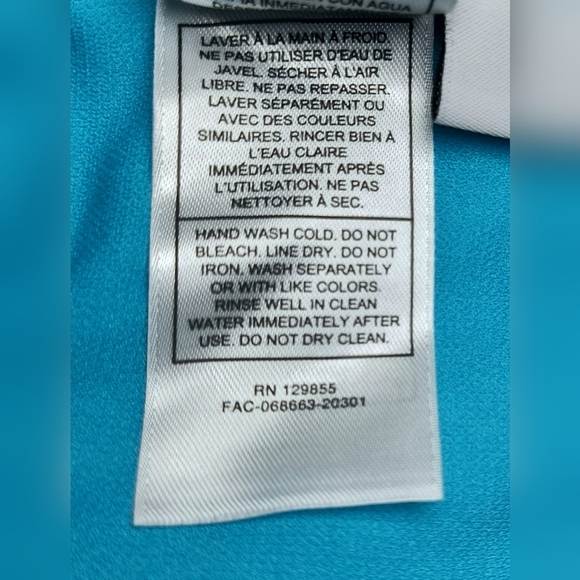 CON AGUA
LAVER À LA MAIN À FROID
NE PAS UTILISER D'EAU DE
JAVEL. SÉCHER À L'AIR
LIBRE. NE PAS REPASSER.
LAVER SÉPARÉMENT OU
AVEC DES COULEURS
SIMILAIRES. RINCER BIEN À
L'EAU CLAIRE
IMMÉDIATEMENT APRÈS
L'UTILISATION. NE PAS
NETTOYER À SEC.
HAND WASH COLD. DO NOT
BLEACH. LINE DRY. DO NOT
IRON. WASH SEPARATELY
OR WITH LIKE COLORS.
RINSE WELL IN CLEAN
WATER IMMEDIATELY AFTER
USE. DO NOT DRY CLEAN.
RN 129855
FAC-068663-20301